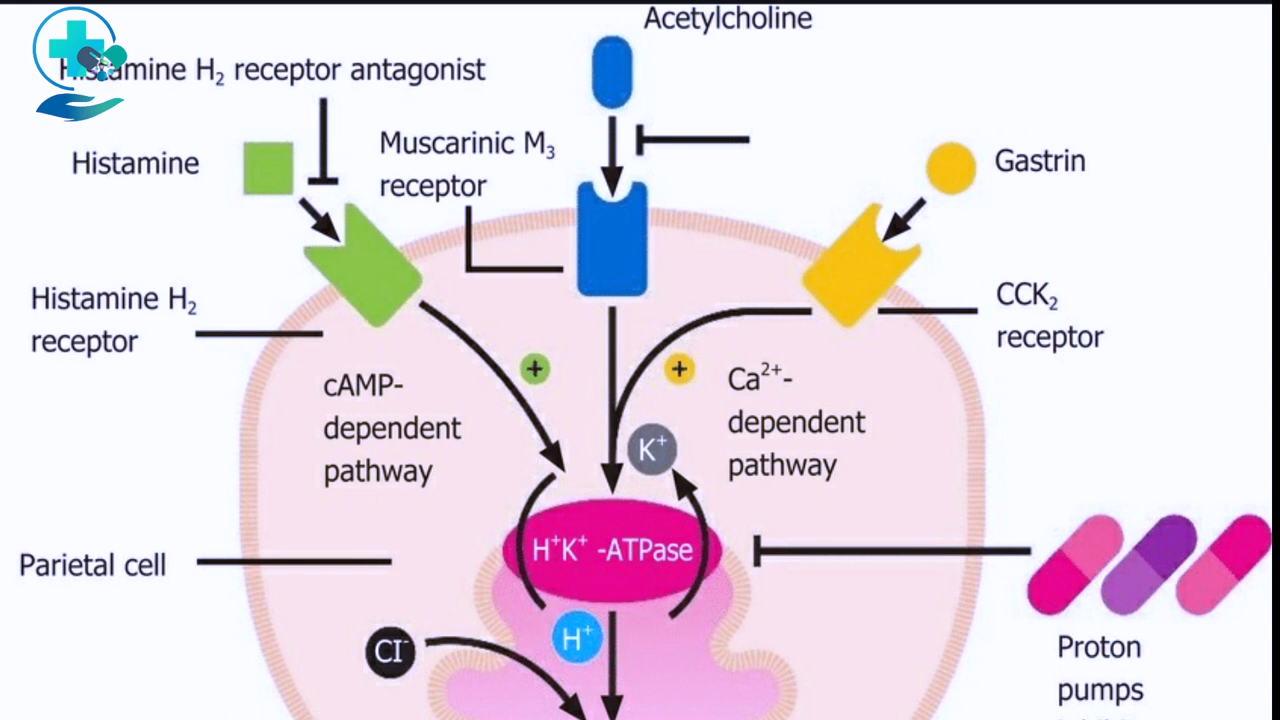 Acetylcholine
Histamine H₂ receptor antagonist
Muscarinic M₃
receptor
Histamine
Gastrin
Histamine H₂
receptor
CCK₂
receptor
+
+
cAMP-
dependent
pathway
Ca²⁺-
dependent
pathway
K⁺
H⁺K⁺ -ATPase
Parietal cell
H⁺
Cl⁻
Proton
pumps